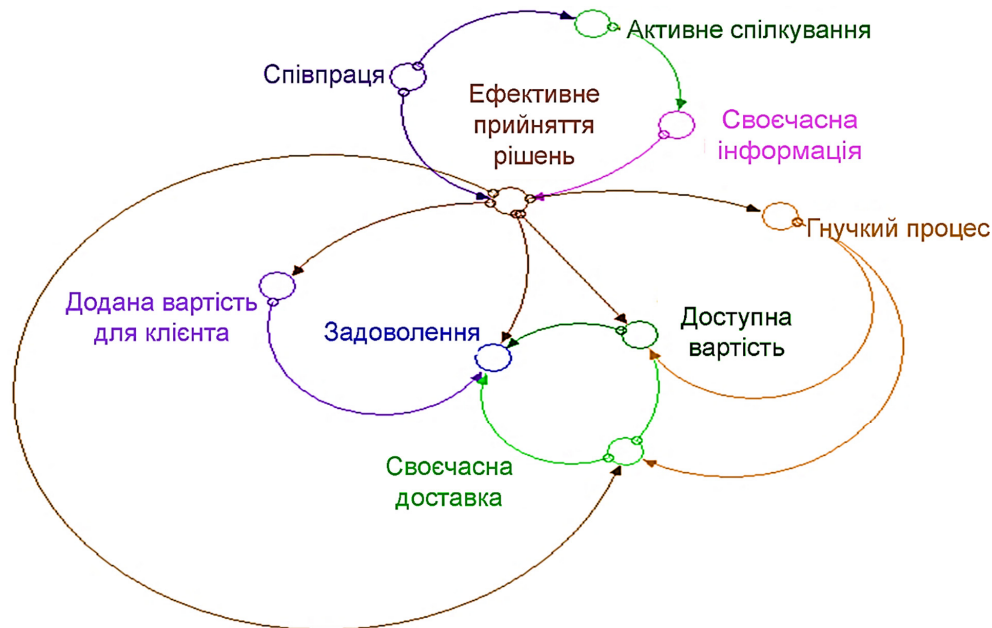 Активне спілкування
Співпраця
Ефективне
прийняття
рішень
Своєчасна
інформація
Гнучкий процес
Додана вартість
для клієнта
Задоволення
Доступна
вартість
Своєчасна
доставка